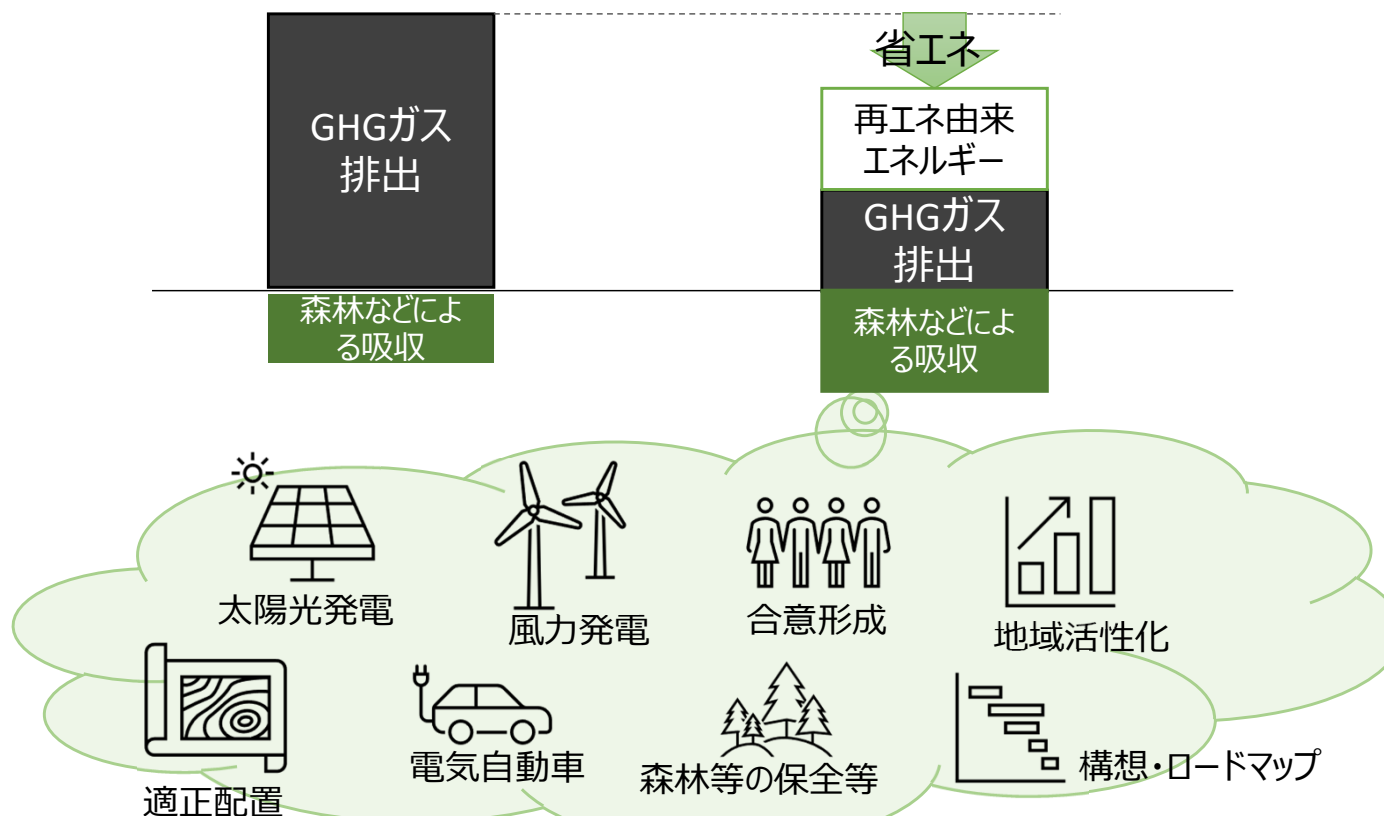 GHGガス
排出
森林などによ
る吸収
省エネ
再エネ由来
エネルギー
GHGガス
排出
森林などによ
る吸収
太陽光発電
風力発電
合意形成
地域活性化
適正配置
電気自動車
森林等の保全等
構想・ロードマップ